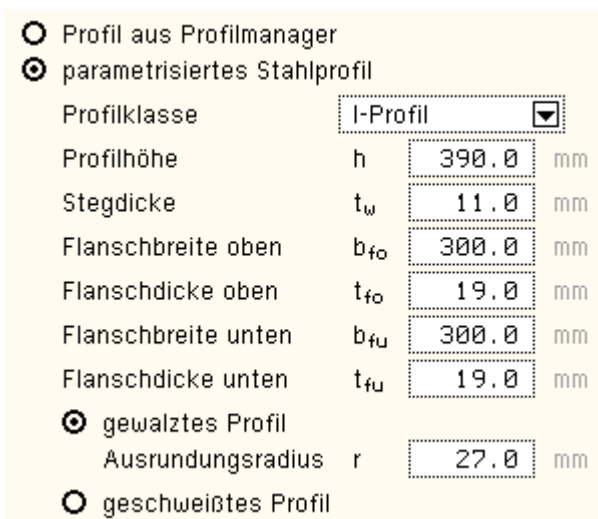 Profil aus Profilmanager
parametrisiertes Stahlprofil
Profilklasse I-Profil
Profilhöhe h 390.0 mm
Stegdicke tw 11.0 mm
Flanschbreite oben bfo 300.0 mm
Flanschdicke oben tfo 19.0 mm
Flanschbreite unten bfu 300.0 mm
Flanschdicke unten tfu 19.0 mm
gewalztes Profil
Ausrundungsradius r 27.0 mm
geschweißtes Profil